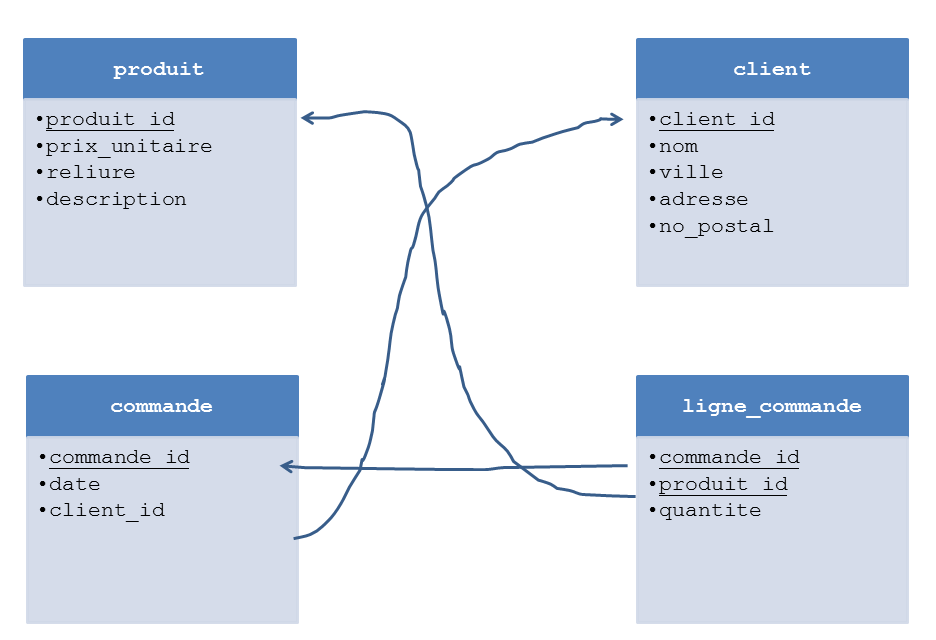 produit
•produit_id
•prix_unitaire
•reliure
•description
client
•client_id
•nom
•ville
•adresse
•no_postal
commande
•commande_id
•date
•client_id
ligne_commande
•commande_id
•produit_id
•quantite